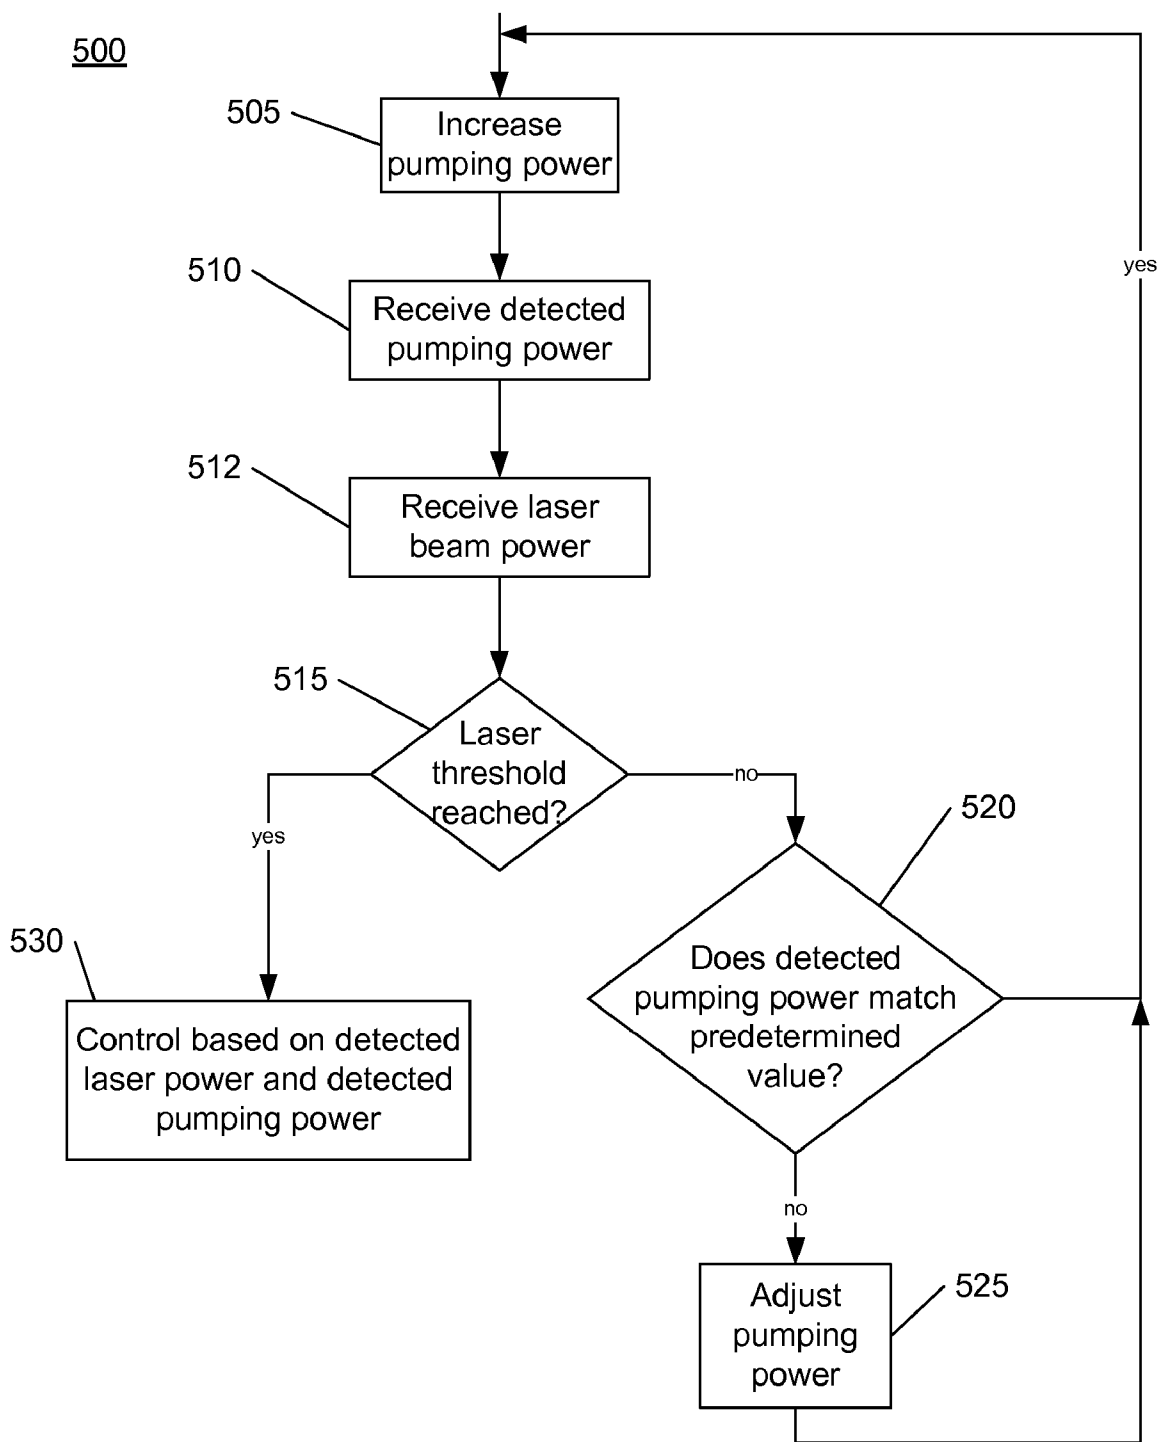 500
505
Increase
pumping power
510
Receive detected
pumping power
yes
512
Receive laser
beam power
515
Laser
threshold
reached?
no
yes
520
530
Does detected
pumping power match
predetermined
value?
Control based on detected
laser power and detected
pumping power
no
525
Adjust
pumping
power